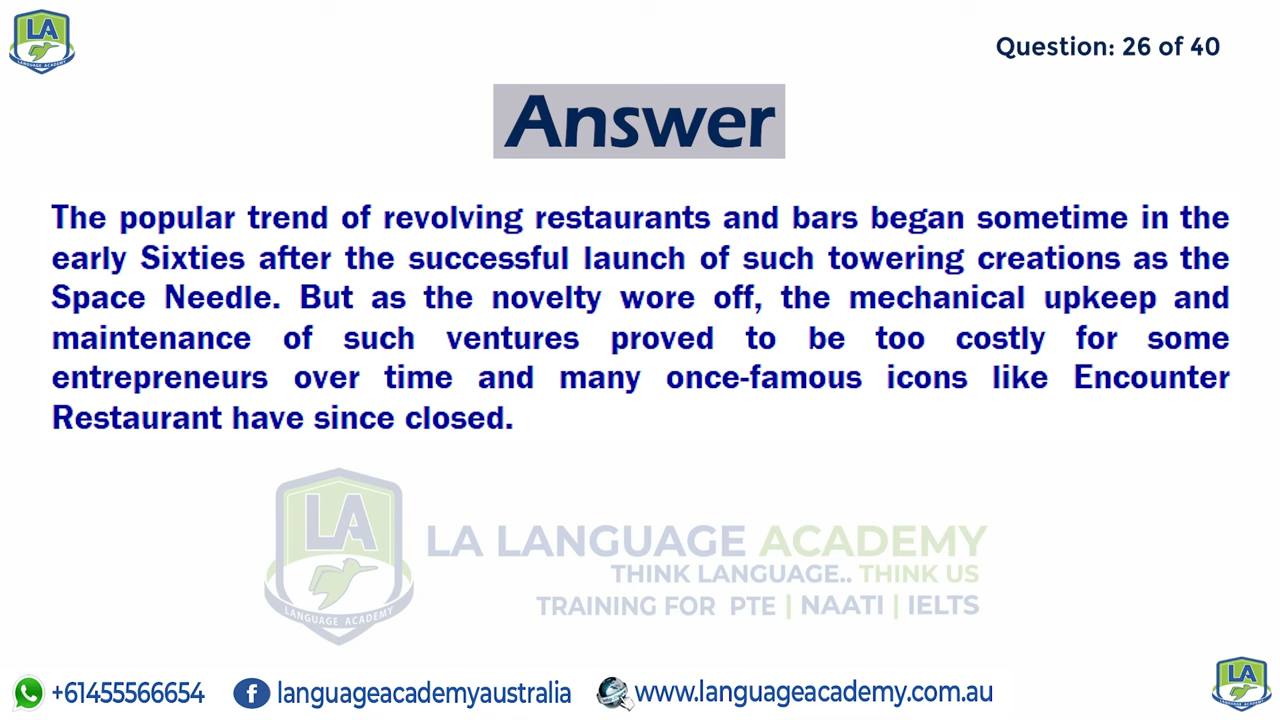 LA
LANGUAGE ACADEMY
Question: 26 of 40
Answer
The popular trend of revolving restaurants and bars began sometime in the
early Sixties after the successful launch of such towering creations as the
Space Needle. But as the novelty wore off, the mechanical upkeep and
maintenance of such ventures proved to be too costly for some
entrepreneurs over time and many once-famous icons like Encounter
Restaurant have since closed.
LA
LANGUAGE ACADEMY
LA LANGUAGE ACADEMY
THINK LANGUAGE.. THINK US
TRAINING FOR PTE | NAATI | IELTS
+61455566654 languageacademyaustralia www.languageacademy.com.au
LA
LANGUAGE ACADEMY